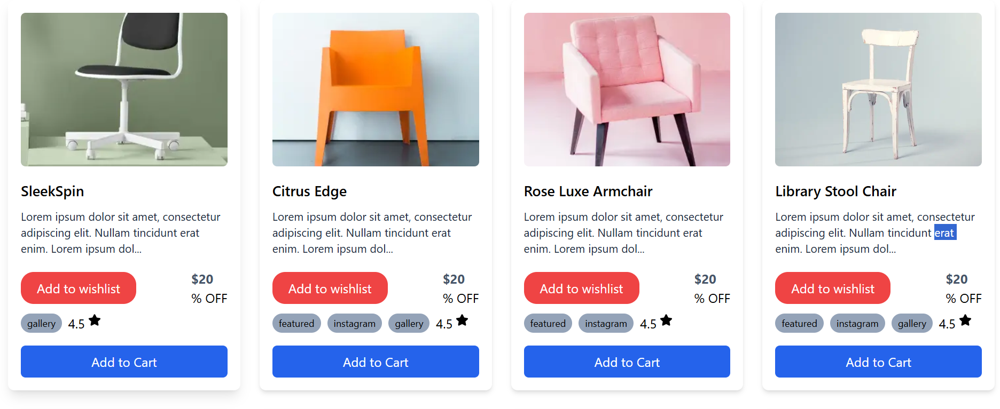 SleekSpin
Lorem ipsum dolor sit amet, consectetur
adipiscing elit. Nullam tincidunt erat
enim. Lorem ipsum dol...
Add to wishlist
$20
% OFF
gallery 4.5
Add to Cart
Citrus Edge
Lorem ipsum dolor sit amet, consectetur
adipiscing elit. Nullam tincidunt erat
enim. Lorem ipsum dol...
Add to wishlist
$20
% OFF
featured instagram gallery 4.5
Add to Cart
Rose Luxe Armchair
Lorem ipsum dolor sit amet, consectetur
adipiscing elit. Nullam tincidunt erat
enim. Lorem ipsum dol...
Add to wishlist
$20
% OFF
featured instagram 4.5
Add to Cart
Library Stool Chair
Lorem ipsum dolor sit amet, consectetur
adipiscing elit. Nullam tincidunt erat
enim. Lorem ipsum dol...
Add to wishlist
$20
% OFF
featured instagram gallery 4.5
Add to Cart